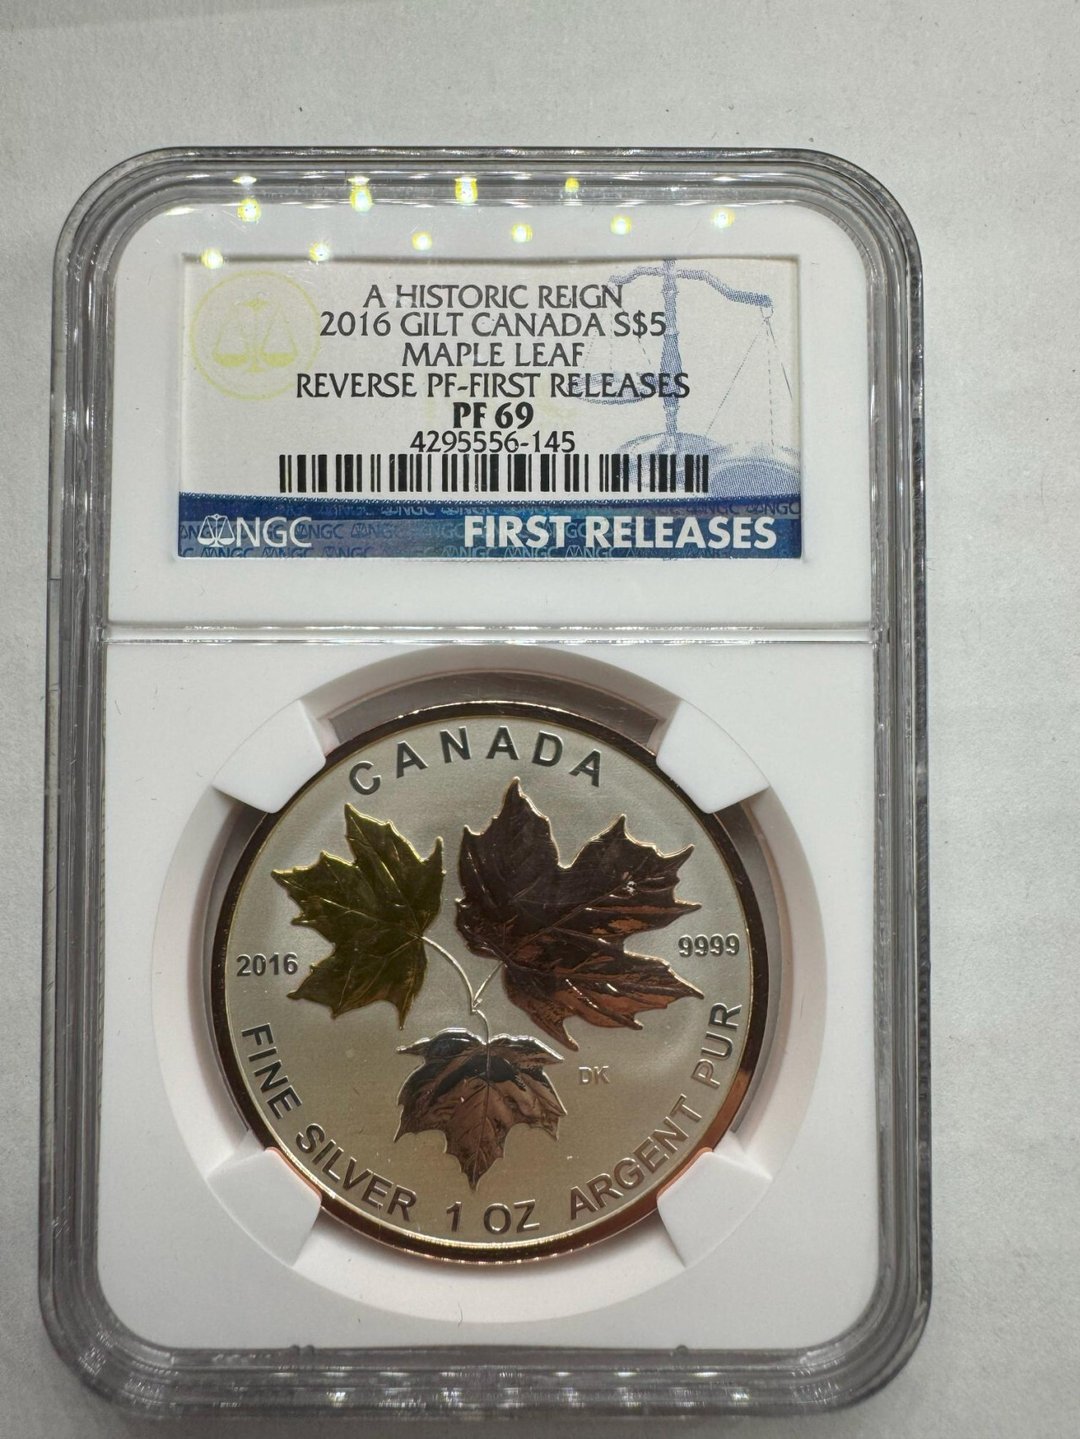 A HISTORIC REIGN
2016 GILT CANADA S$5
MAPLE LEAF
REVERSE PF-FIRST RELEASES
PF 69
4295556-145
NGC
FIRST RELEASES
CANADA
2016
9999
DK
FINE SILVER 1 OZ ARGENT PUR